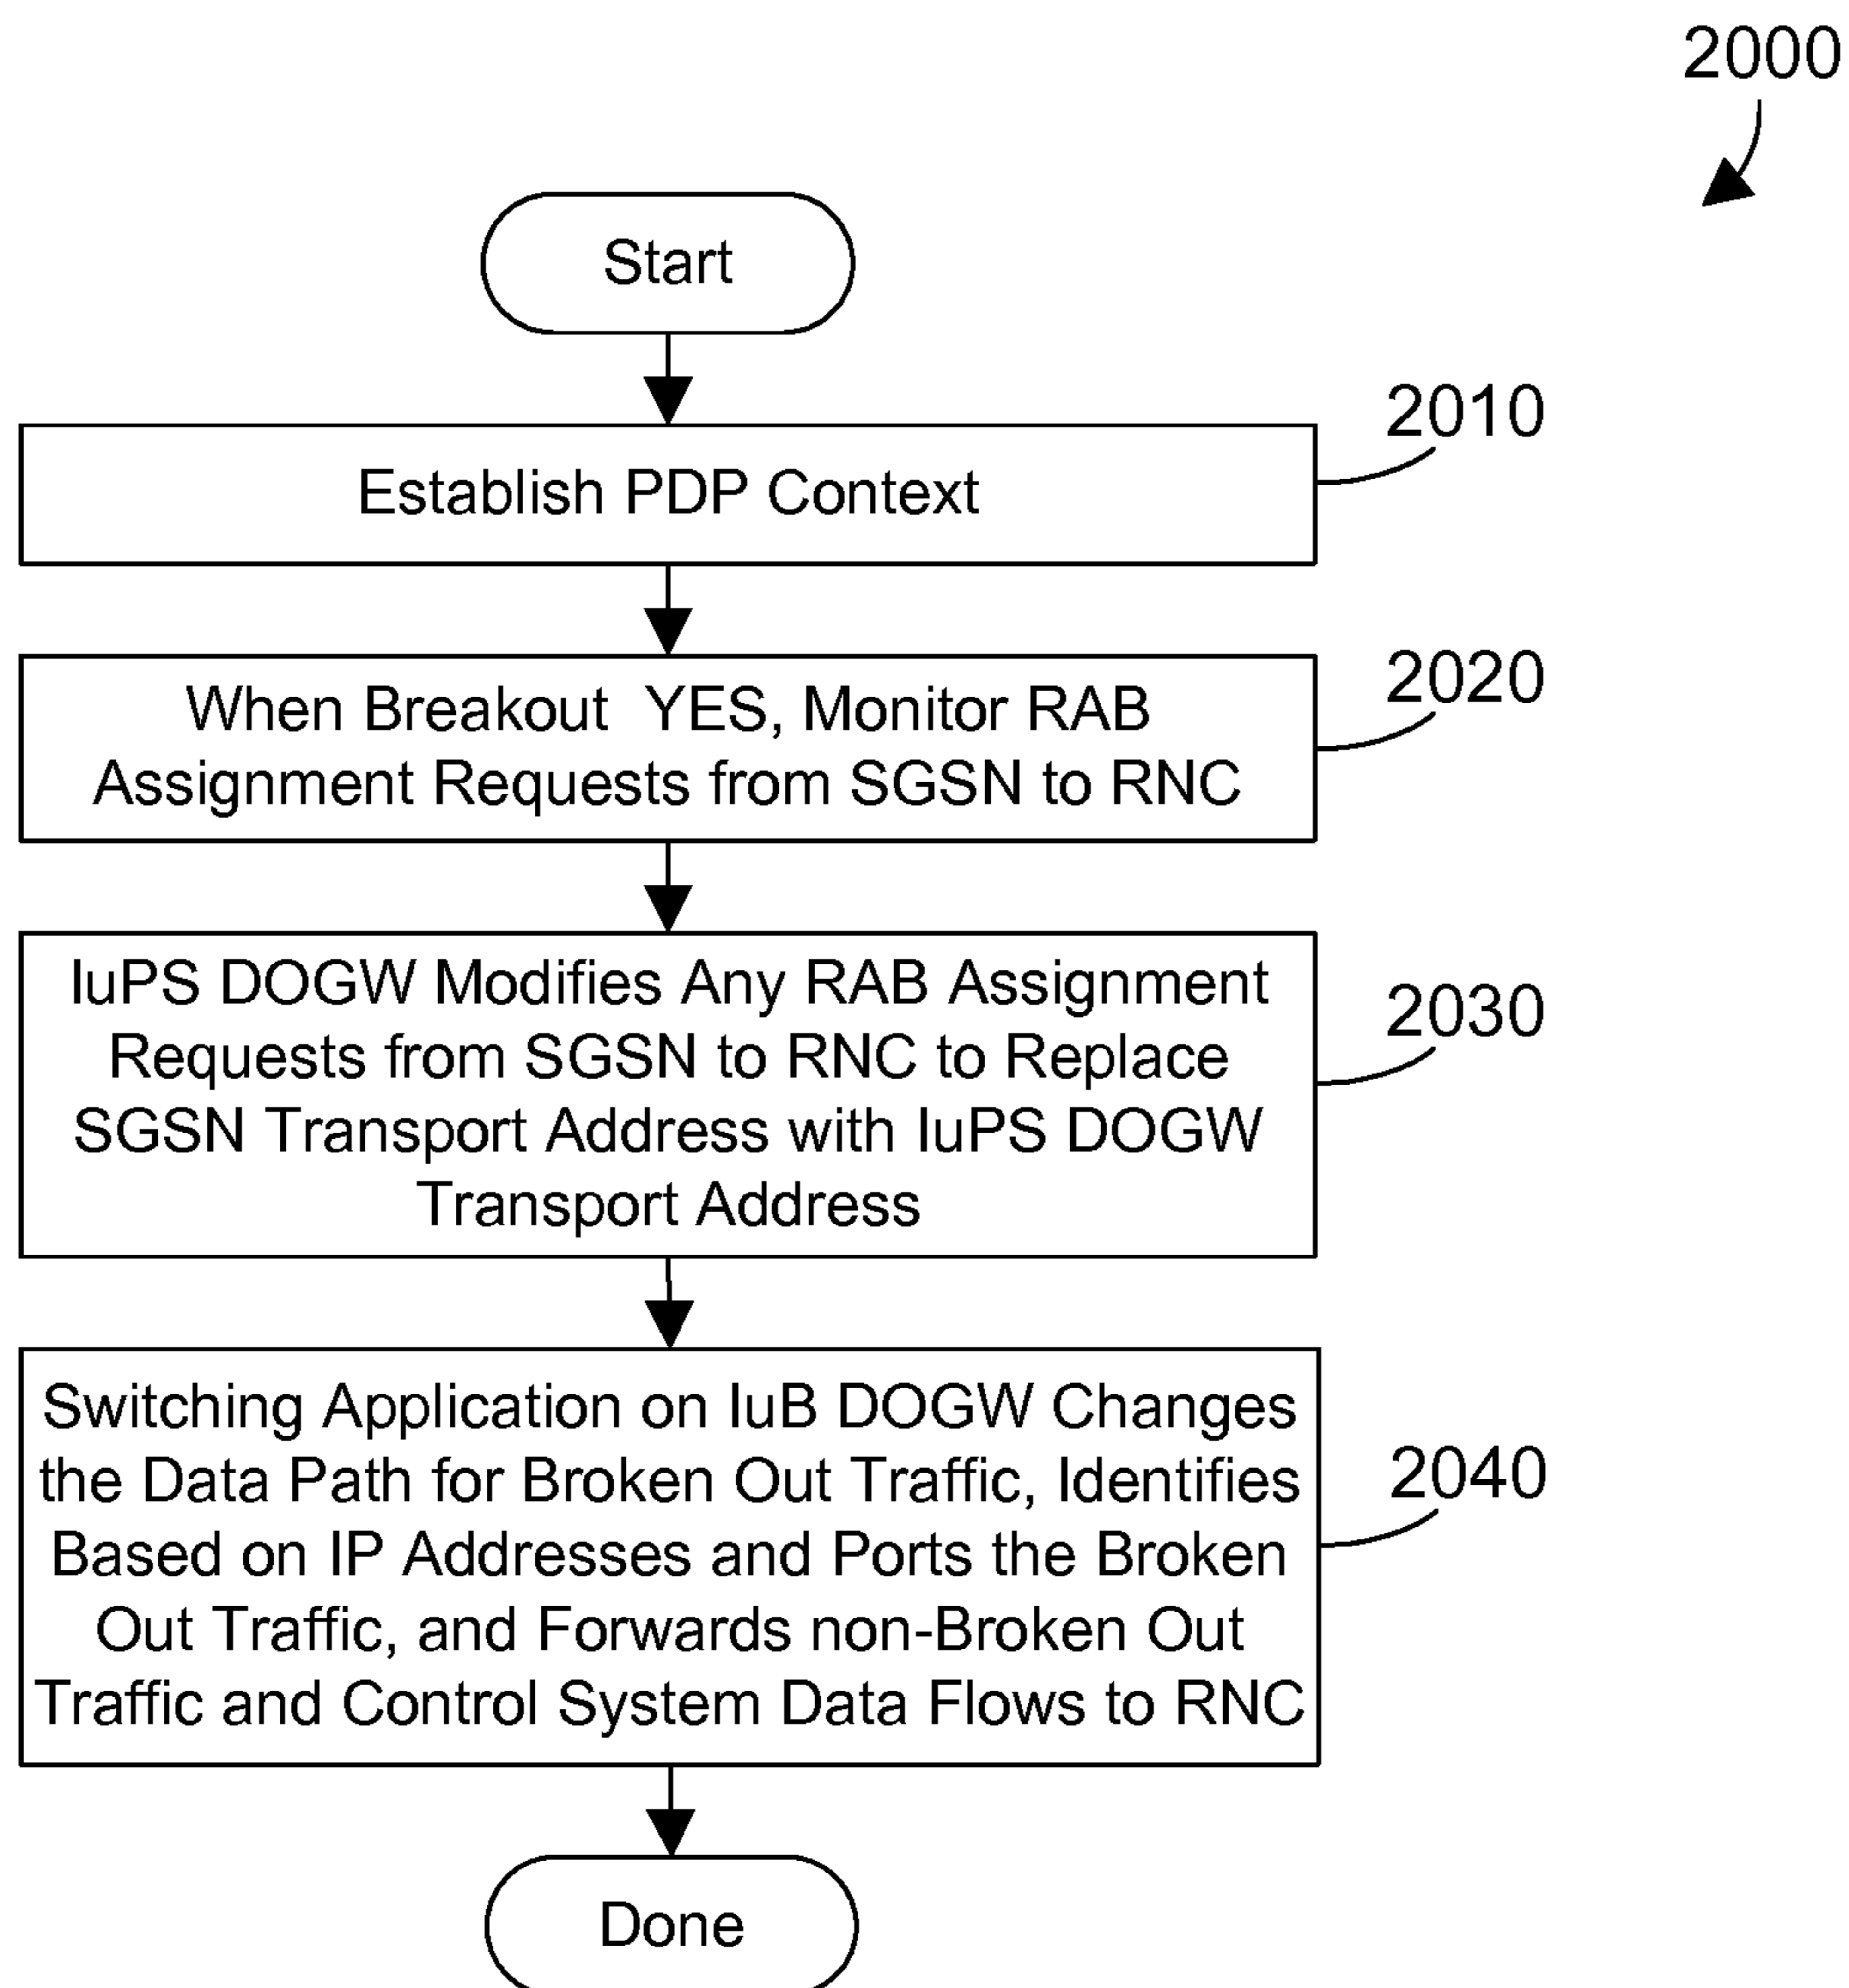 2000
Start
2010
Establish PDP Context
2020
When Breakout YES, Monitor RAB
Assignment Requests from SGSN to RNC
2030
IuPS DOGW Modifies Any RAB Assignment
Requests from SGSN to RNC to Replace
SGSN Transport Address with IuPS DOGW
Transport Address
2040
Switching Application on IuB DOGW Changes
the Data Path for Broken Out Traffic, Identifies
Based on IP Addresses and Ports the Broken
Out Traffic, and Forwards non-Broken Out
Traffic and Control System Data Flows to RNC
Done